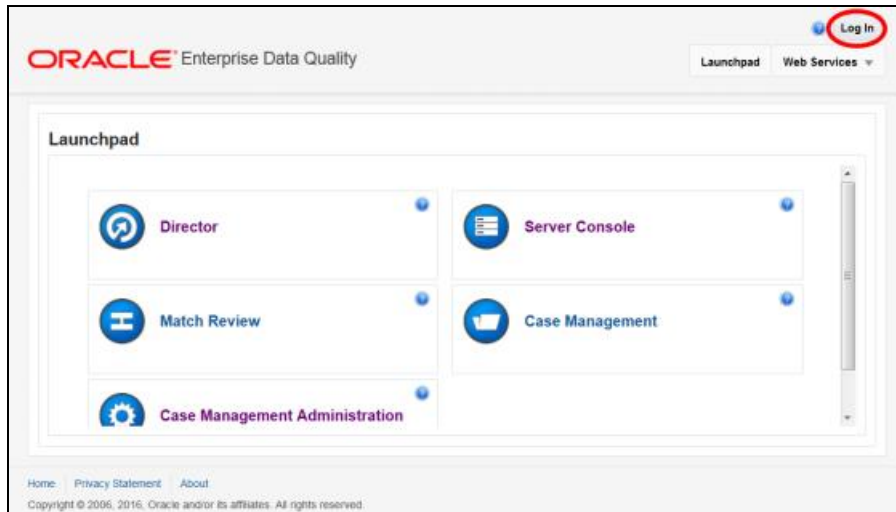 Log In
ORACLE Enterprise Data Quality
Launchpad Web Services
Launchpad
Director Server Console
Match Review Case Management
Case Management Administration
Home Privacy Statement About
Copyright © 2006, 2016, Oracle and/or its affiliates. All rights reserved.